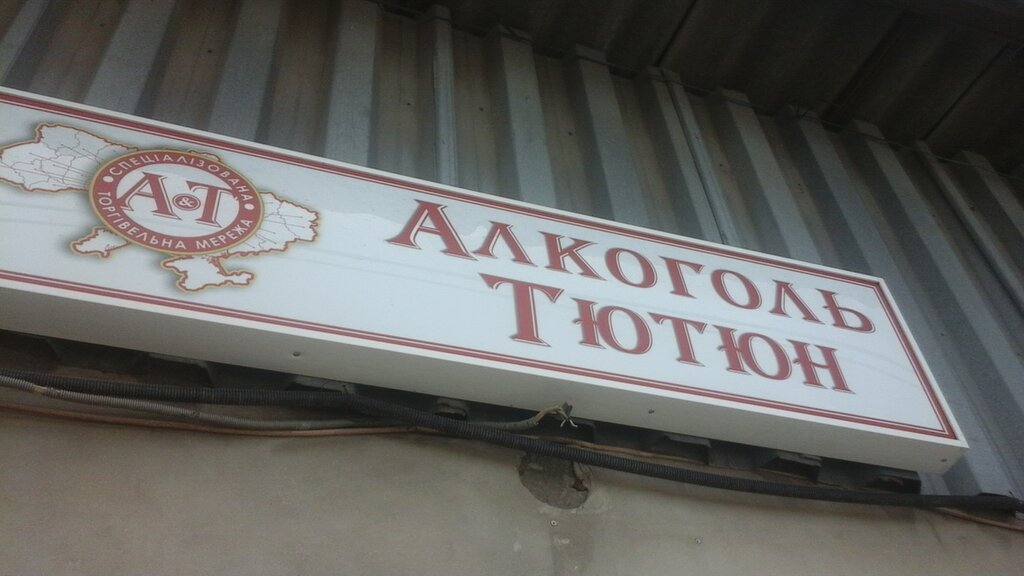 СПЕЦІАЛІЗОВАНА
А&Т
ТОРГІВЕЛЬНА МЕРЕЖА
Алкоголь
Тютюн